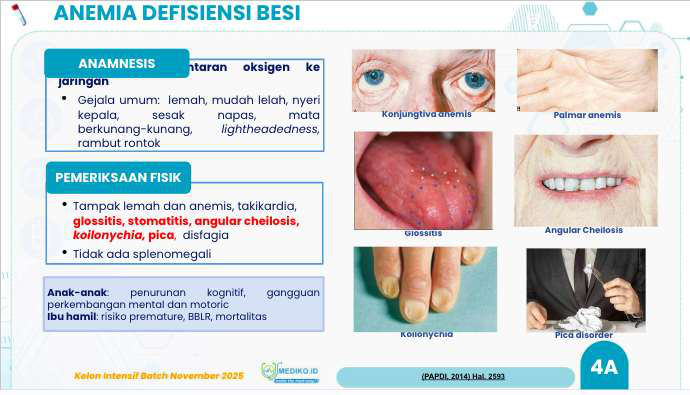 ANEMIA DEFISIENSI BESI
ANAMNESIS
ntaran oksigen ke
jaringan
• Gejala umum: lemah, mudah lelah, nyeri
kepala, sesak napas, mata
berkunang-kunang, lightheadedness,
rambut rontok
PEMERIKSAAN FISIK
• Tampak lemah dan anemis, takikardia,
glossitis, stomatitis, angular cheilosis,
koilonychia, pica, disfagia
• Tidak ada splenomegali
Anak-anak: penurunan kognitif, gangguan
perkembangan mental dan motoric
Ibu hamil: risiko premature, BBLR, mortalitas
Konjungtiva anemis
Palmar anemis
Glossitis
Angular Cheilosis
Koilonychia
Pica disorder
Kelon Intensif Batch November 2025
MEDIKO.ID
(PAPDI, 2014) Hal. 2593
4A